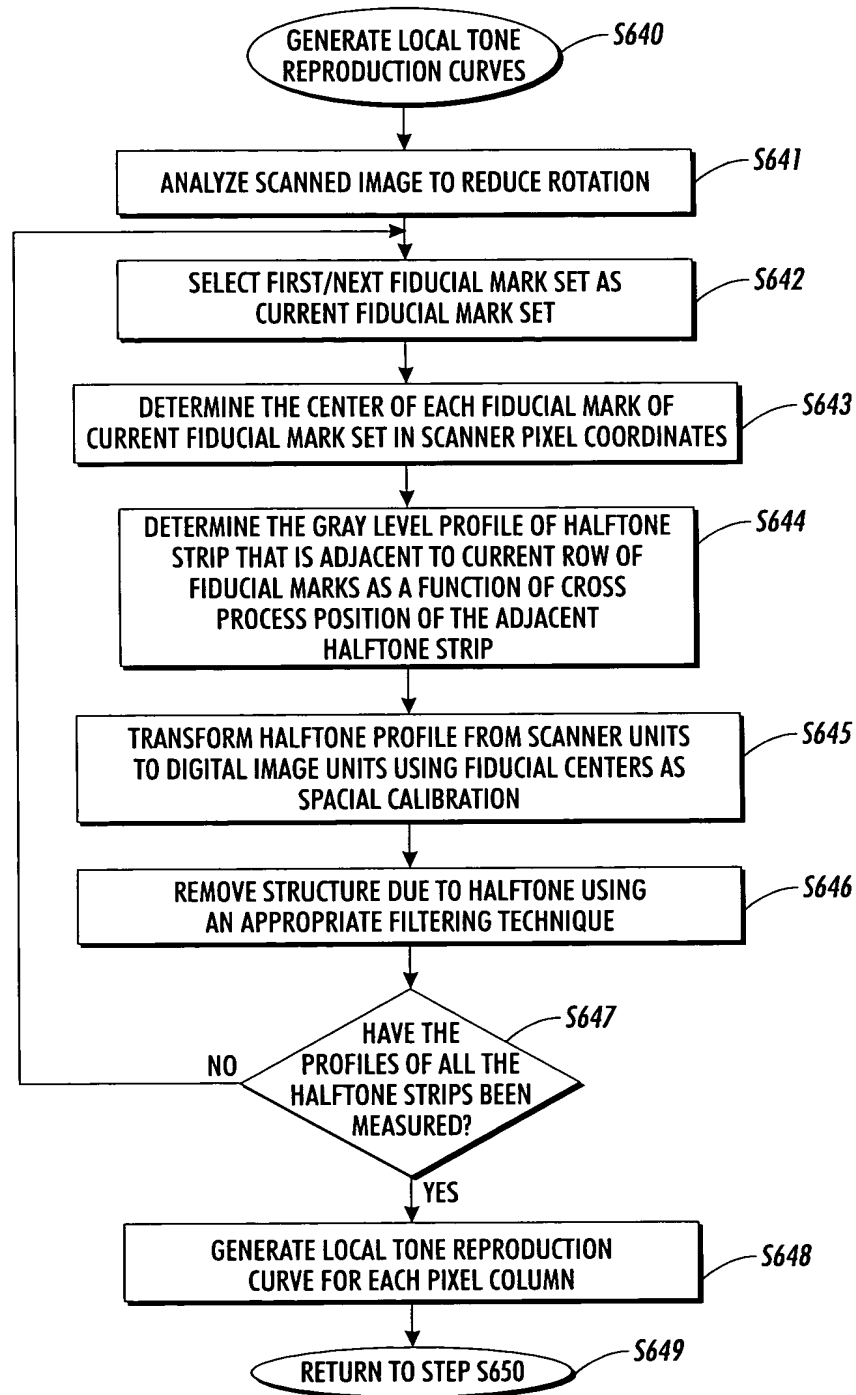 GENERATE LOCAL TONE
REPRODUCTION CURVES
S640
ANALYZE SCANNED IMAGE TO REDUCE ROTATION
S641
SELECT FIRST/NEXT FIDUCIAL MARK SET AS
CURRENT FIDUCIAL MARK SET
S642
DETERMINE THE CENTER OF EACH FIDUCIAL MARK OF
CURRENT FIDUCIAL MARK SET IN SCANNER PIXEL COORDINATES
S643
DETERMINE THE GRAY LEVEL PROFILE OF HALFTONE
STRIP THAT IS ADJACENT TO CURRENT ROW OF
FIDUCIAL MARKS AS A FUNCTION OF CROSS
PROCESS POSITION OF THE ADJACENT
HALFTONE STRIP
S644
TRANSFORM HALFTONE PROFILE FROM SCANNER UNITS
TO DIGITAL IMAGE UNITS USING FIDUCIAL CENTERS AS
SPACIAL CALIBRATION
S645
REMOVE STRUCTURE DUE TO HALFTONE USING
AN APPROPRIATE FILTERING TECHNIQUE
S646
HAVE THE
PROFILES OF ALL THE
HALFTONE STRIPS BEEN
MEASURED?
S647
NO
YES
GENERATE LOCAL TONE REPRODUCTION
CURVE FOR EACH PIXEL COLUMN
S648
RETURN TO STEP S650
S649